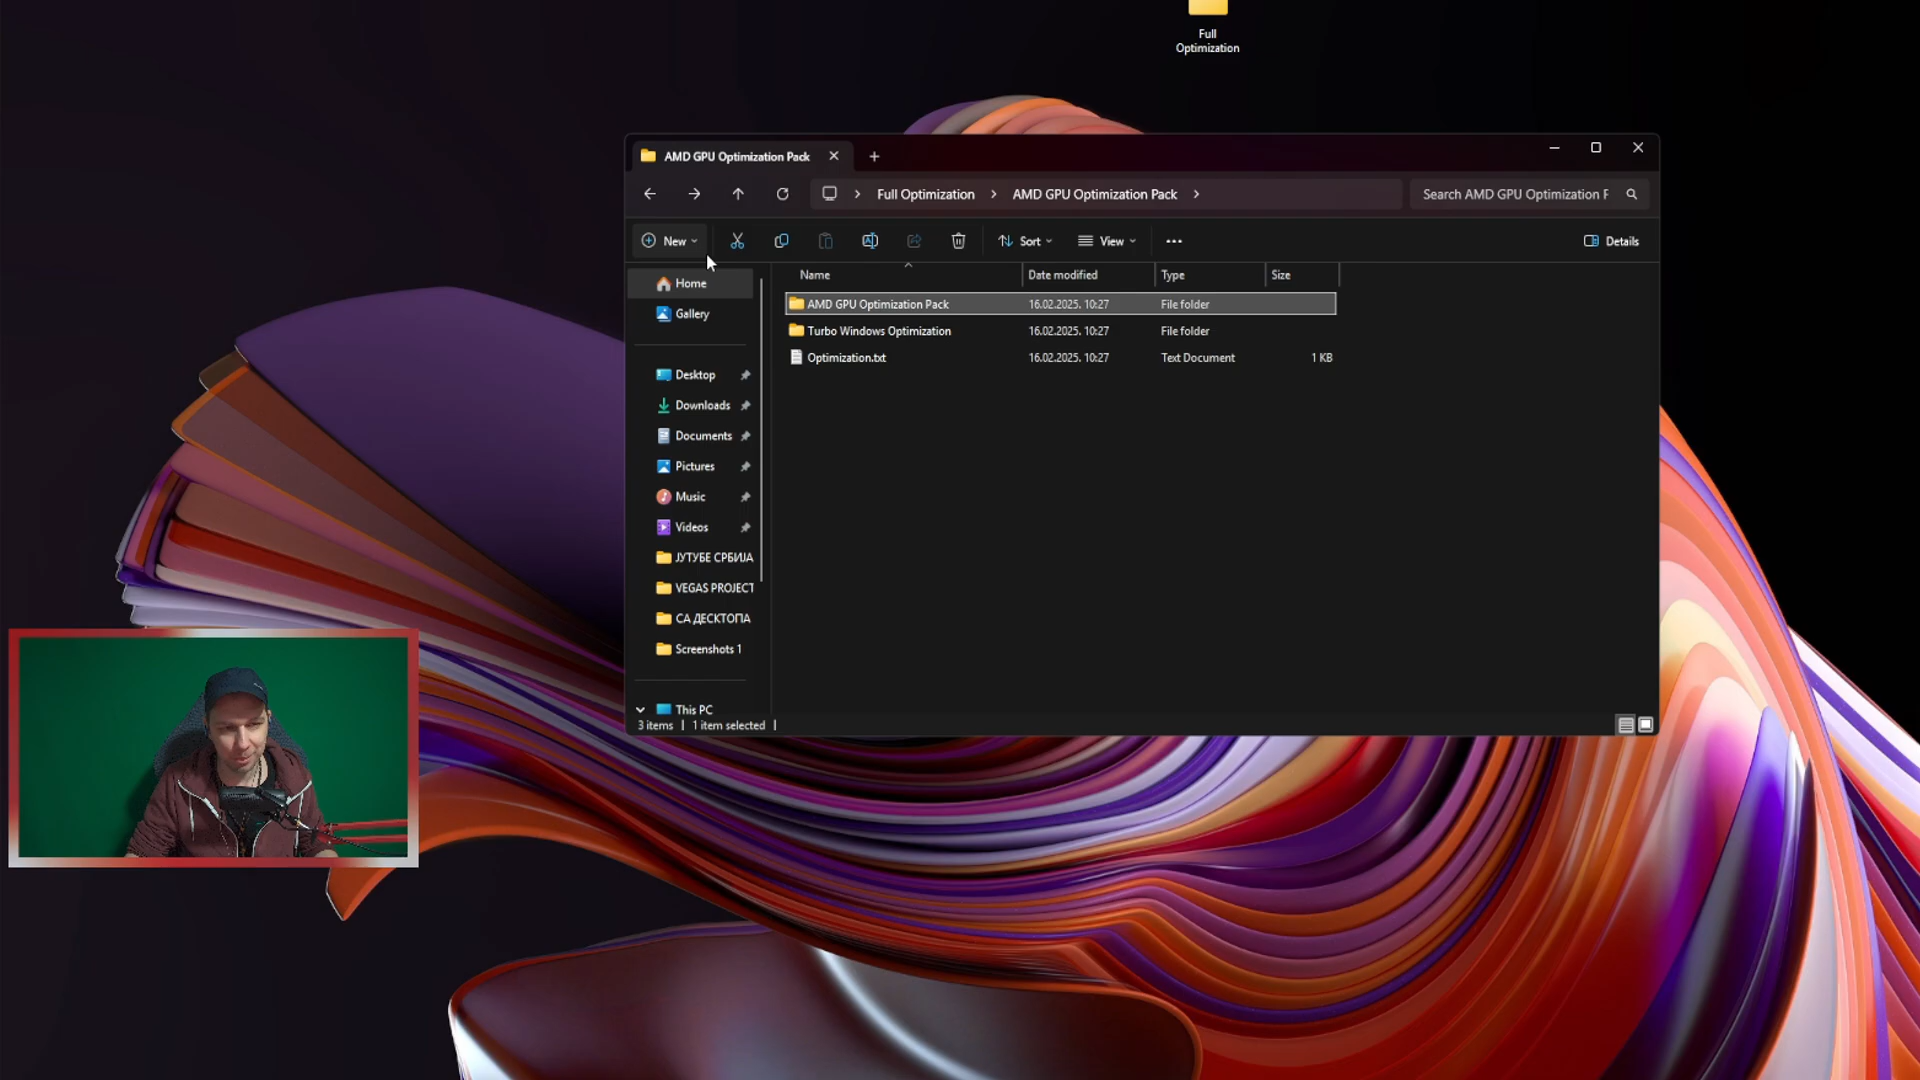 Full
Optimization
AMD GPU Optimization Pack
Full Optimization
AMD GPU Optimization Pack
Search AMD GPU Optimization F
New
Sort
View
Details
Name
Date modified
Type
Size
Home
AMD GPU Optimization Pack
16.02.2025. 10:27
File folder
Gallery
Turbo Windows Optimization
16.02.2025. 10:27
File folder
Optimization.txt
16.02.2025. 10:27
Text Document
1 KB
Desktop
Downloads
Documents
Pictures
Music
Videos
ЈУТУБЕ СРБИЈА
VEGAS PROJECT
СА ДЕСКТОПА
Screenshots 1
This PC
3 items
1 item selected